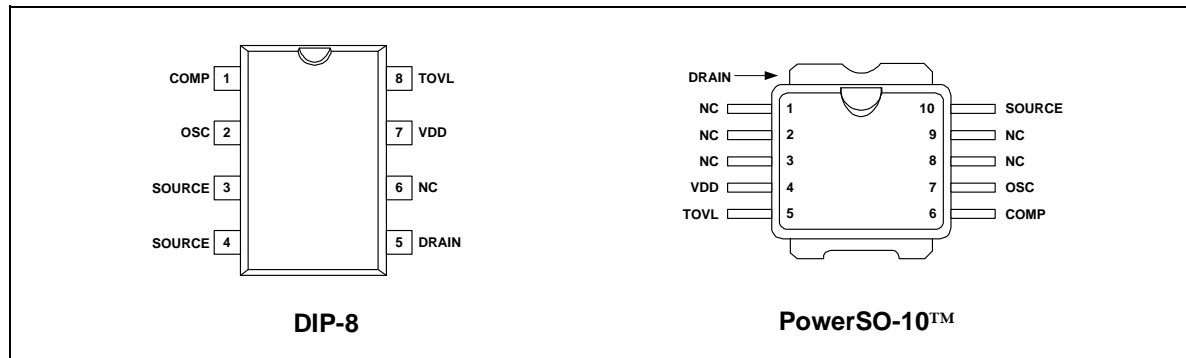 COMP 1 8 TOVL
OSC 2 7 VDD
SOURCE 3 6 NC
SOURCE 4 5 DRAIN
DIP-8
DRAIN
NC 1 10 SOURCE
NC 2 9 NC
NC 3 8 NC
VDD 4 7 OSC
TOVL 5 6 COMP
PowerSO-10™